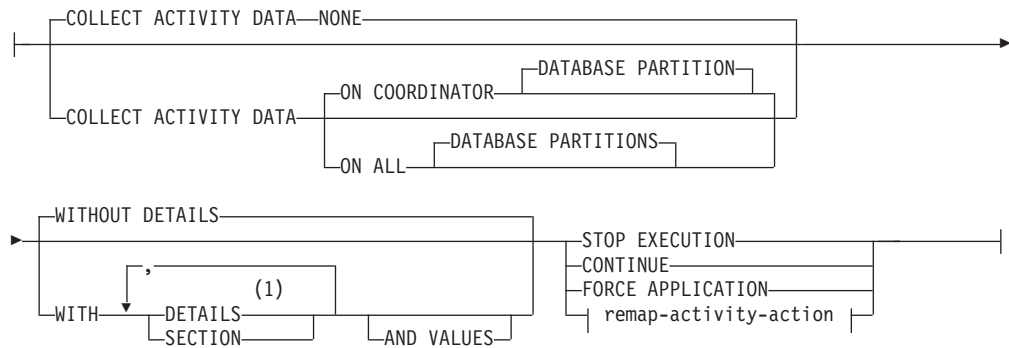 COLLECT ACTIVITY DATA NONE
DATABASE PARTITION
ON COORDINATOR
COLLECT ACTIVITY DATA
DATABASE PARTITIONS
ON ALL
WITHOUT DETAILS
STOP EXECUTION
, CONTINUE
(1) FORCE APPLICATION
WITH DETAILS remap-activity-action
SECTION AND VALUES